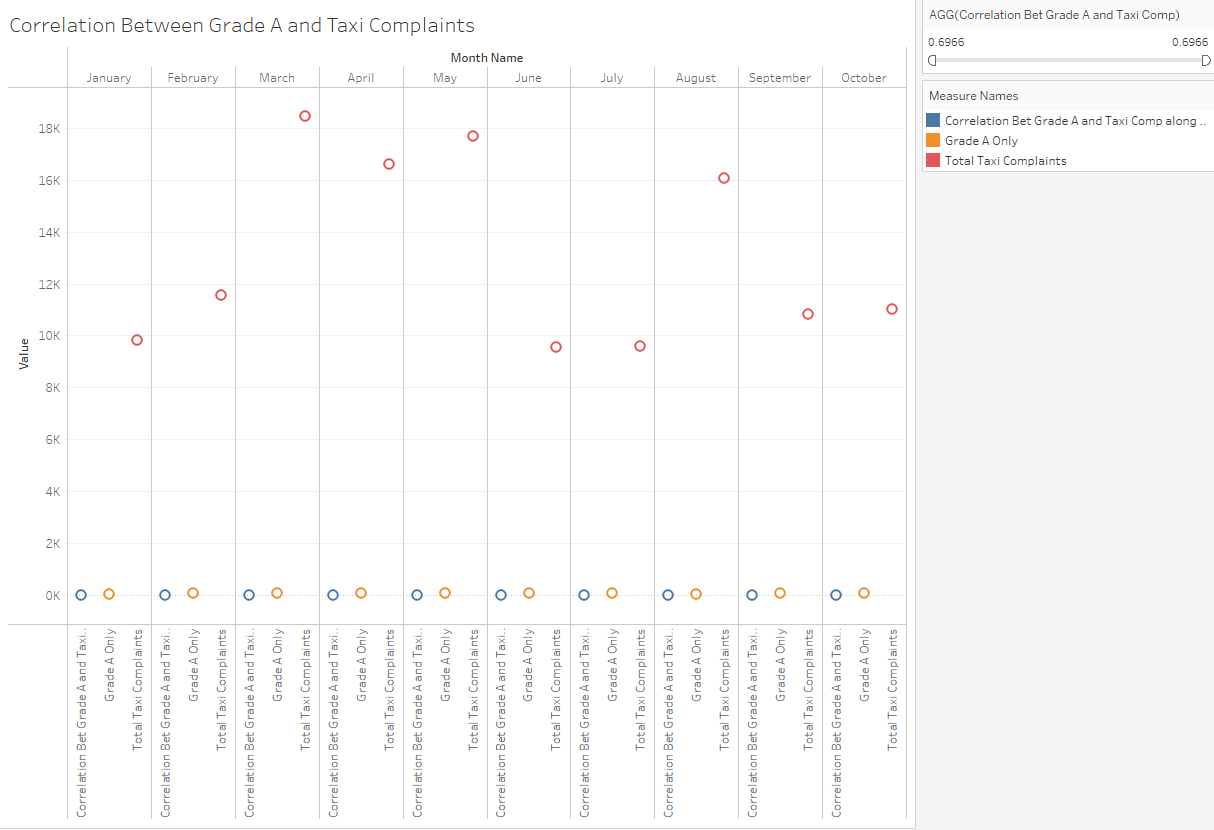 Correlation Between Grade A and Taxi Complaints
Month Name
January February March April May June July August September October
18K
16K
14K
12K
10K
8K
6K
4K
2K
0K
Value
Correlation Bet Grade A and Taxi..
Grade A Only
Total Taxi Complaints
Correlation Bet Grade A and Taxi..
Grade A Only
Total Taxi Complaints
Correlation Bet Grade A and Taxi..
Grade A Only
Total Taxi Complaints
Correlation Bet Grade A and Taxi..
Grade A Only
Total Taxi Complaints
Correlation Bet Grade A and Taxi..
Grade A Only
Total Taxi Complaints
Correlation Bet Grade A and Taxi..
Grade A Only
Total Taxi Complaints
Correlation Bet Grade A and Taxi..
Grade A Only
Total Taxi Complaints
Correlation Bet Grade A and Taxi..
Grade A Only
Total Taxi Complaints
Correlation Bet Grade A and Taxi..
Grade A Only
Total Taxi Complaints
Correlation Bet Grade A and Taxi..
Grade A Only
Total Taxi Complaints
AGG(Correlation Bet Grade A and Taxi Comp)
0.6966 0.6966
Measure Names
Correlation Bet Grade A and Taxi Comp along ..
Grade A Only
Total Taxi Complaints